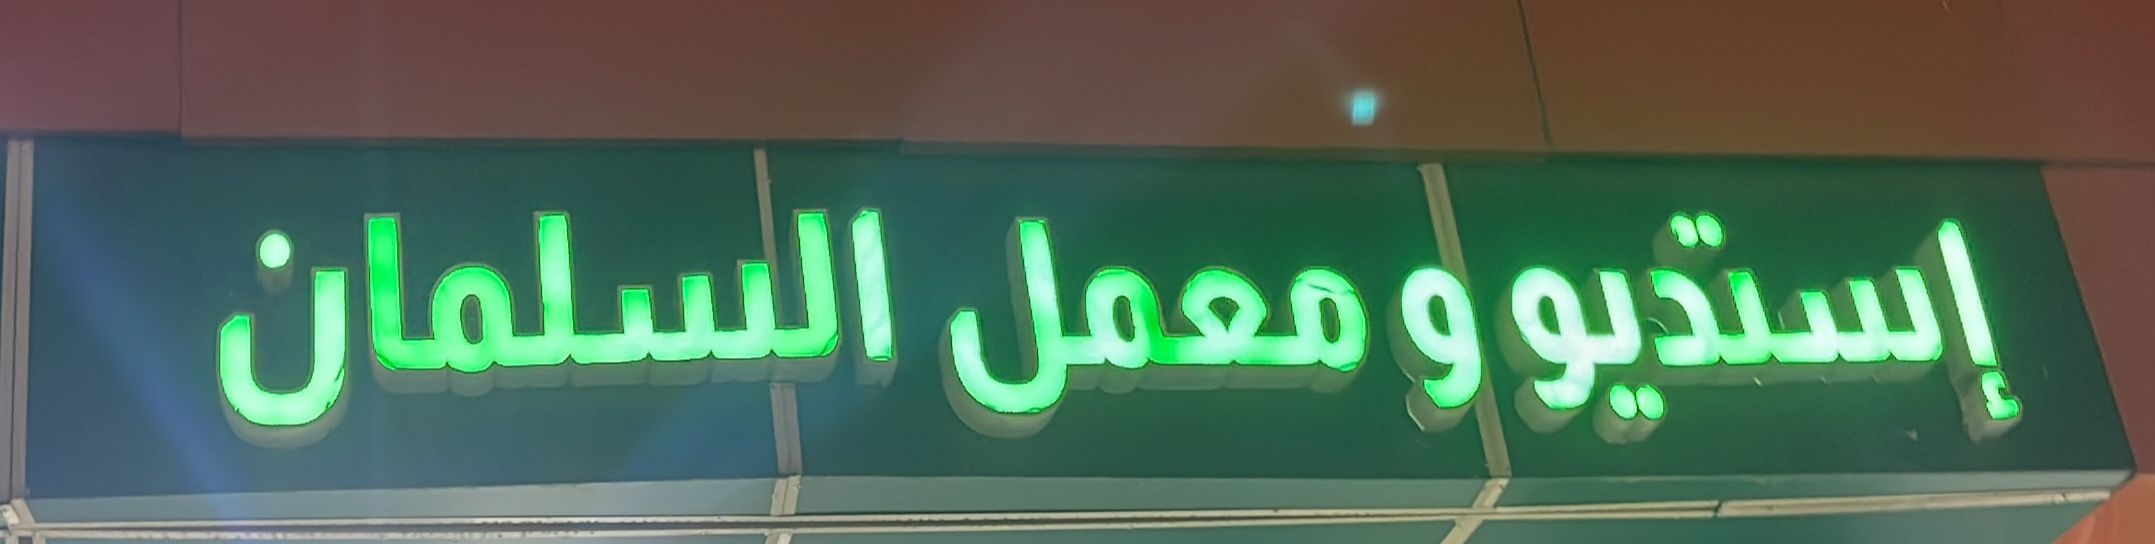 إستديو و معمل السلمان